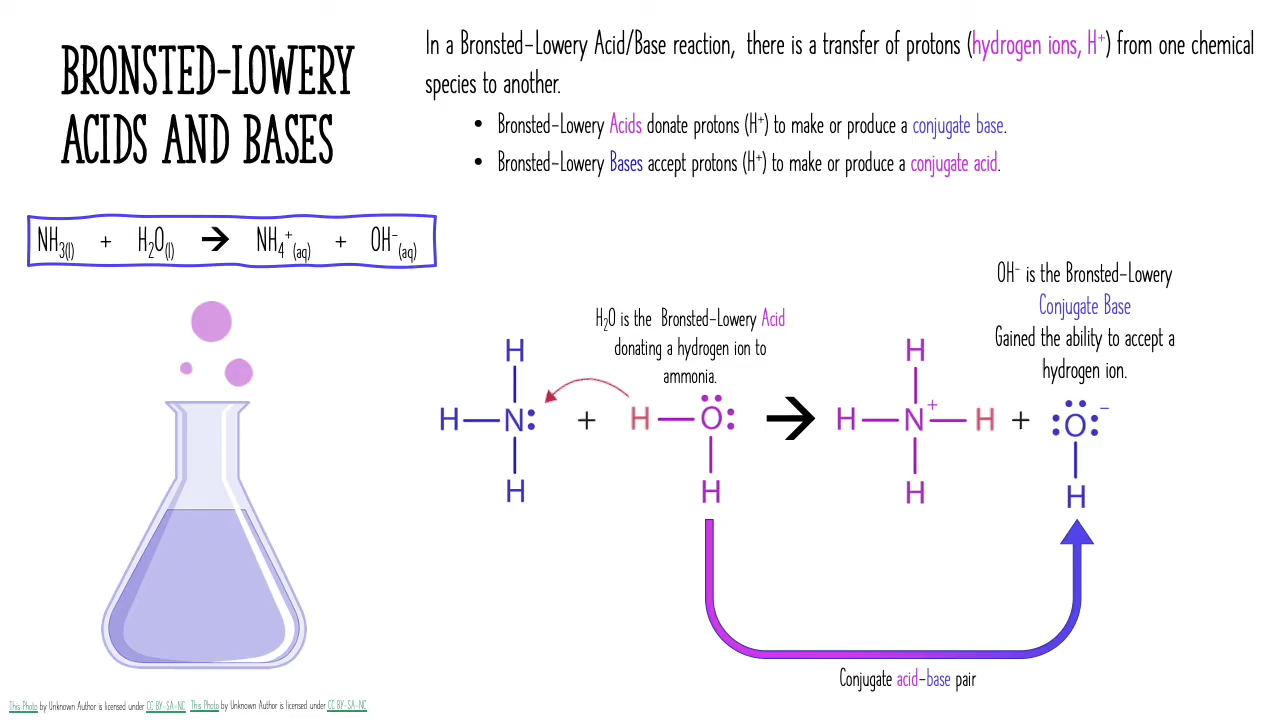 BRONSTED-LOWERY
ACIDS AND BASES
In a Bronsted-Lowery Acid/Base reaction, there is a transfer of protons (hydrogen ions, H⁺) from one chemical
species to another.
• Bronsted-Lowery Acids donate protons (H⁺) to make or produce a conjugate base.
• Bronsted-Lowery Bases accept protons (H⁺) to make or produce a conjugate acid.
NH₃(l) + H₂O(l) → NH₄⁺(aq) + OH⁻(aq)
H₂O is the Bronsted-Lowery Acid
donating a hydrogen ion to
ammonia.
OH⁻ is the Bronsted-Lowery
Conjugate Base
Gained the ability to accept a
hydrogen ion.
H H
H N: + H O: → H N⁺ H + O⁻
H H H H
Conjugate acid-base pair
This Photo by Unknown Author is licensed under CC BY-SA-NC This Photo by Unknown Author is licensed under CC BY-SA-NC